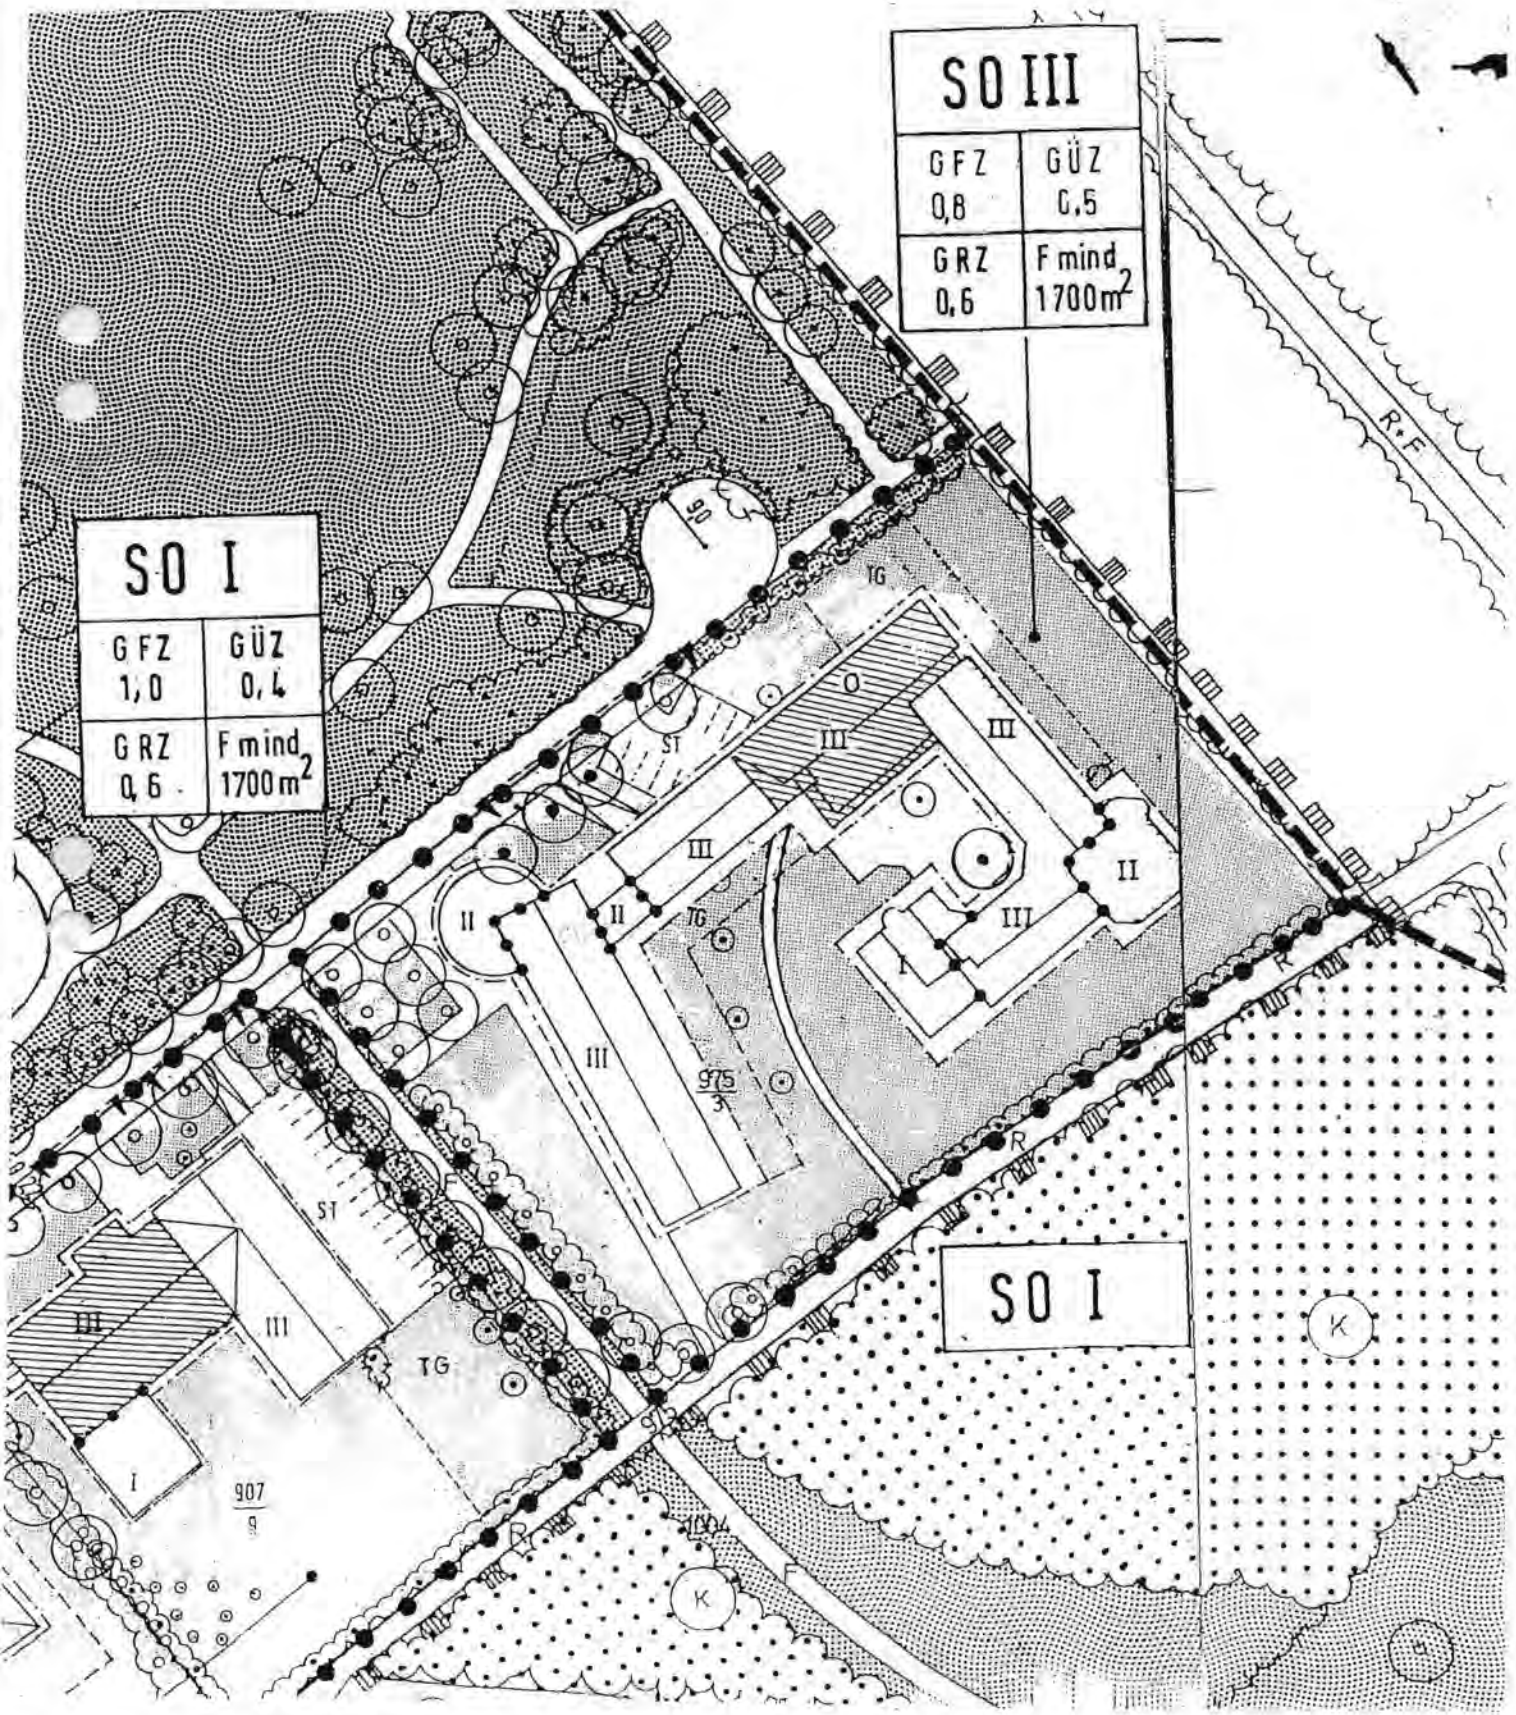 SO III
GFZ GÜZ
0,8 0,5
GRZ F mind
0,6 1700m²
R+F
90
TG
SO I
GFZ GÜZ
1,0 0,4
GRZ F mind
0,6 1700m²
ST
O
III
III
III
II
II
II
TG
III
I
III
975
3
R
R
ST
III
III
TG
I
907
9
SO I
K
R
1004
F
K